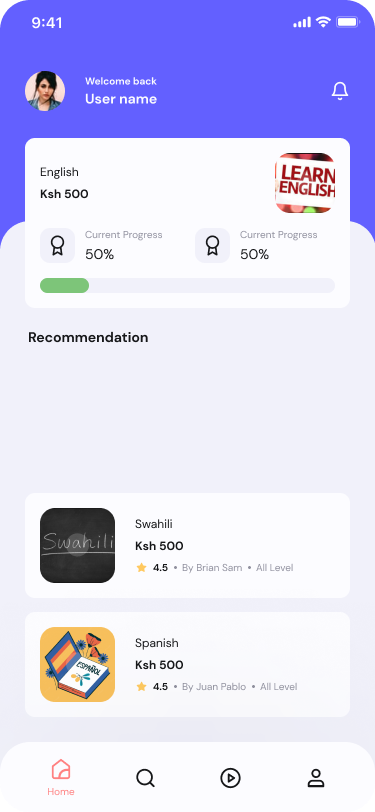 9:41
Welcome back
User name
English
Ksh 500
LEARN
ENGLISH
Current Progress
50%
Current Progress
50%
Recommendation
Swahili
Swahili
Ksh 500
4.5 • By Brian Sam • All Level
ESPAÑOL
Spanish
Ksh 500
4.5 • By Juan Pablo • All Level
Home